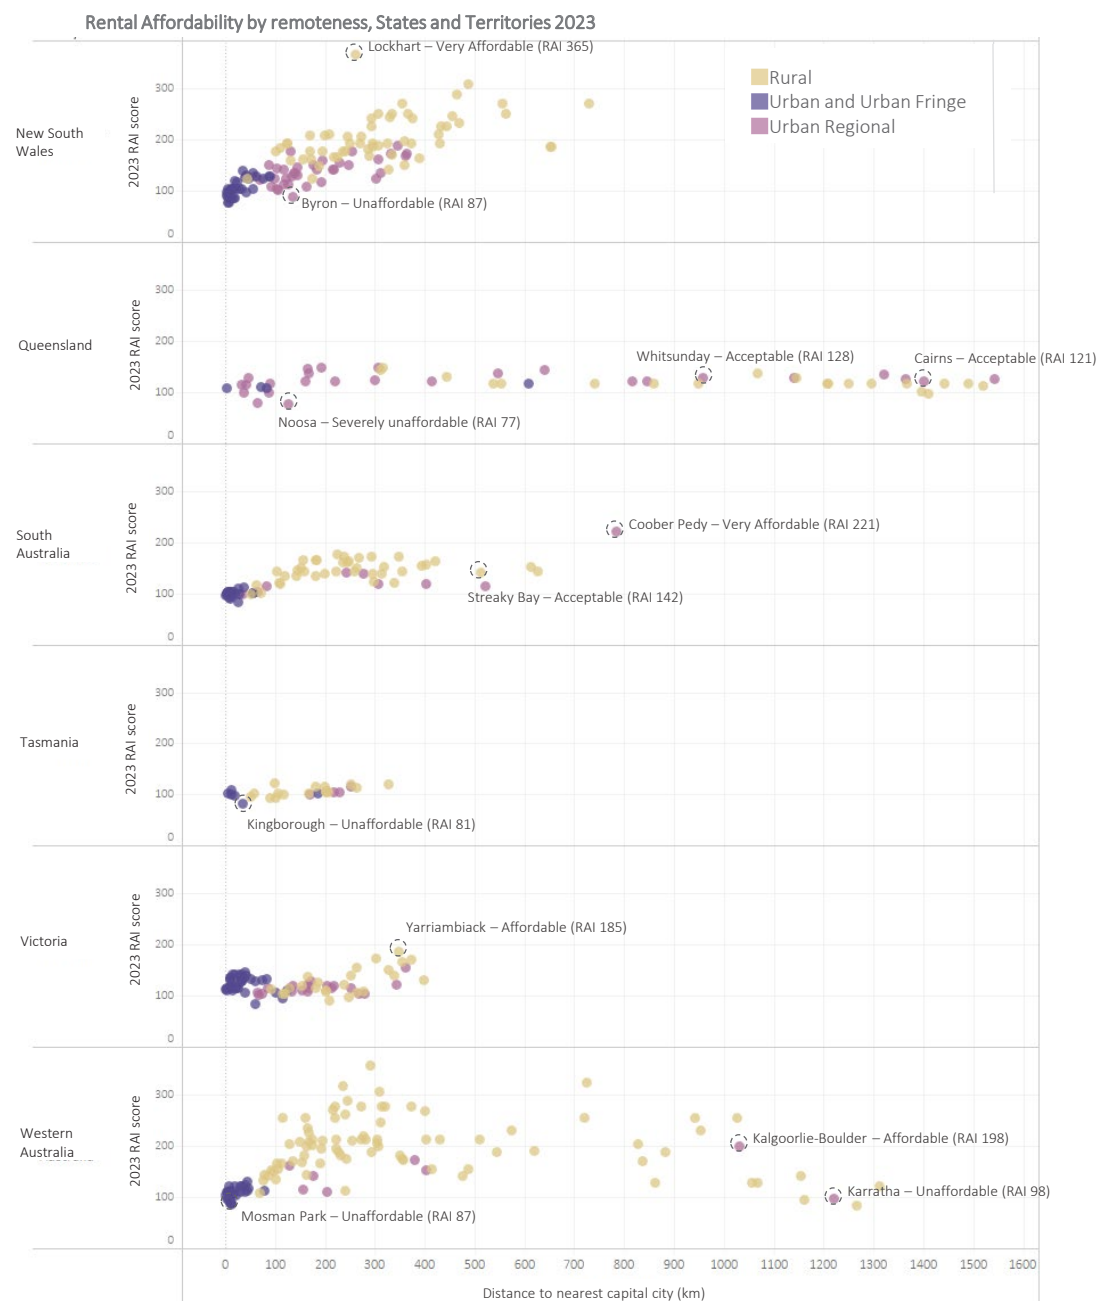 Rental Affordability by remoteness, States and Territories 2023
Lockhart – Very Affordable (RAI 365)
Rural
Urban and Urban Fringe
Urban Regional
New South
Wales
2023 RAI score
300
200
100
0
Byron – Unaffordable (RAI 87)
Queensland
2023 RAI score
300
200
100
0
Whitsunday – Acceptable (RAI 128)
Cairns – Acceptable (RAI 121)
Noosa – Severely unaffordable (RAI 77)
South
Australia
2023 RAI score
300
200
100
0
Coober Pedy – Very Affordable (RAI 221)
Streaky Bay – Acceptable (RAI 142)
Tasmania
2023 RAI score
300
200
100
0
Kingborough – Unaffordable (RAI 81)
Victoria
2023 RAI score
300
200
100
0
Yarriambiack – Affordable (RAI 185)
Western
Australia
2023 RAI score
300
200
100
0
Kalgoorlie-Boulder – Affordable (RAI 198)
Karratha – Unaffordable (RAI 98)
Mosman Park – Unaffordable (RAI 87)
0 100 200 300 400 500 600 700 800 900 1000 1100 1200 1300 1400 1500 1600
Distance to nearest capital city (km)